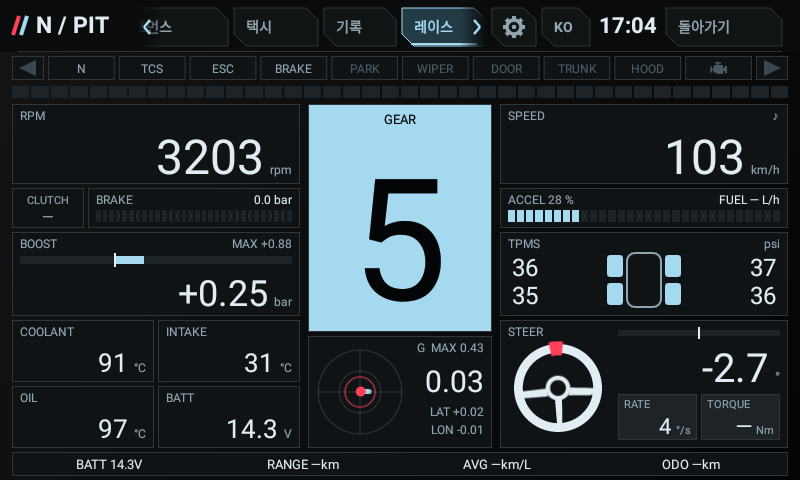 N / PIT
택시
기록
레이스
KO
17:04
돌아가기
N
TCS
ESC
BRAKE
PARK
WIPER
DOOR
TRUNK
HOOD
RPM
3203 rpm
CLUTCH
—
BRAKE
0.0 bar
BOOST
MAX +0.88
+0.25 bar
COOLANT
91 °C
INTAKE
31 °C
OIL
97 °C
BATT
14.3 V
GEAR
5
G MAX 0.43
0.03
LAT +0.02
LON -0.01
SPEED
♪
103 km/h
ACCEL 28 %
FUEL — L/h
TPMS
psi
36
37
35
36
STEER
-2.7 °
RATE
4 °/s
TORQUE
— Nm
BATT 14.3V
RANGE —km
AVG —km/L
ODO —km